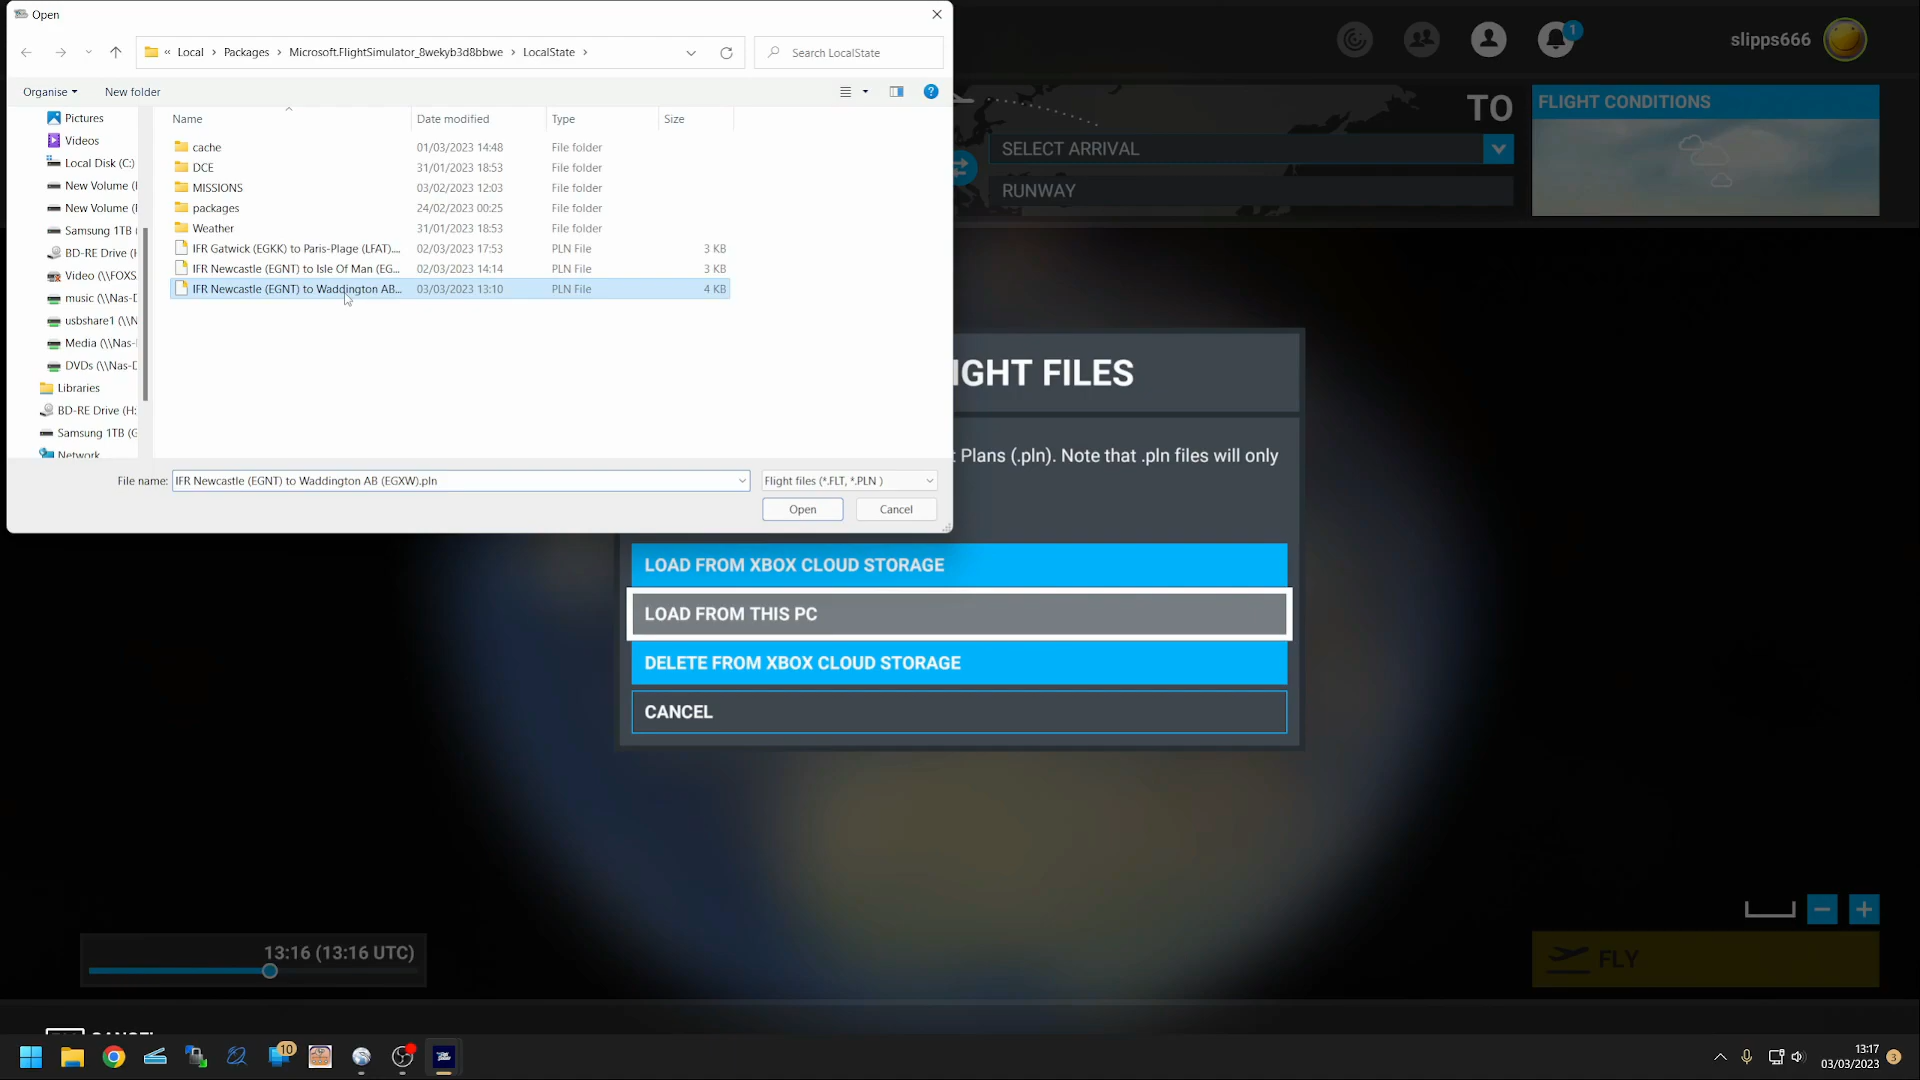 Open
« Local > Packages > Microsoft.FlightSimulator_8wekyb3d8bbwe > LocalState >
Search LocalState
Organise
New folder
Pictures
Videos
Local Disk (C:)
New Volume (
New Volume (
Samsung 1TB
BD-RE Drive (
Video (\\FOXS
music (\\Nas-
usbshare1 (\\N
Media (\\Nas-
DVDs (\\Nas-D
Libraries
BD-RE Drive (H:
Samsung 1TB (G
Network
Name Date modified Type Size
cache 01/03/2023 14:48 File folder
DCE 31/01/2023 18:53 File folder
MISSIONS 03/02/2023 12:03 File folder
packages 24/02/2023 00:25 File folder
Weather 31/01/2023 18:53 File folder
IFR Gatwick (EGKK) to Paris-Plage (LFAT).... 02/03/2023 17:53 PLN File 3 KB
IFR Newcastle (EGNT) to Isle Of Man (EG... 02/03/2023 14:14 PLN File 3 KB
IFR Newcastle (EGNT) to Waddington AB... 03/03/2023 13:10 PLN File 4 KB
File name: IFR Newcastle (EGNT) to Waddington AB (EGXW).pln
Flight files (*.FLT, *.PLN )
Open
Cancel
1
slipps666
TO
SELECT ARRIVAL
RUNWAY
FLIGHT CONDITIONS
IGHT FILES
t Plans (.pln). Note that .pln files will only
LOAD FROM XBOX CLOUD STORAGE
LOAD FROM THIS PC
DELETE FROM XBOX CLOUD STORAGE
CANCEL
13:16 (13:16 UTC)
FLY
CANCEL
10
13:17
03/03/2023
3